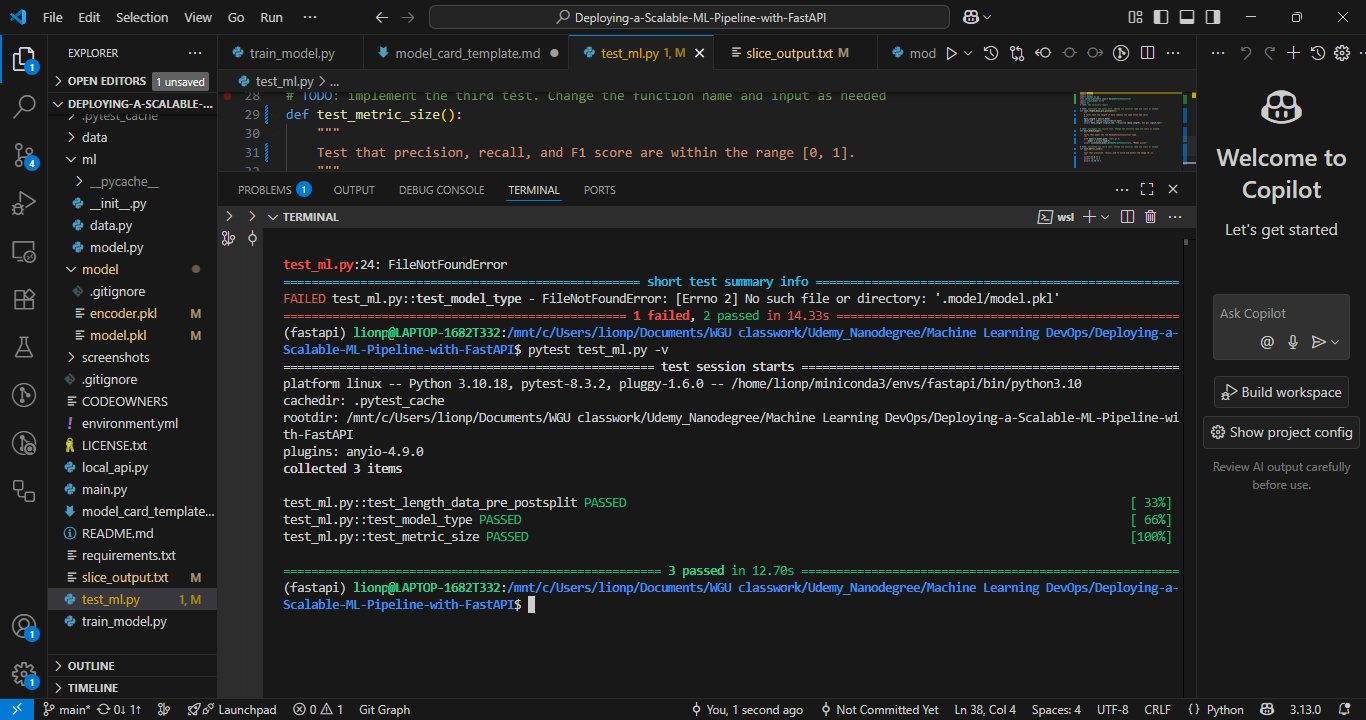 File Edit Selection View Go Run ··· Deploying-a-Scalable-ML-Pipeline-with-FastAPI
EXPLORER
OPEN EDITORS 1 unsaved
DEPLOYING-A-SCALABLE-...
.pytest_cache
data
ml
__pycache__
__init__.py
data.py
model.py
model
.gitignore
encoder.pkl M
model.pkl M
screenshots
.gitignore
CODEOWNERS
environment.yml
LICENSE.txt
local_api.py
main.py
model_card_template...
README.md
requirements.txt
slice_output.txt M
test_ml.py 1, M
train_model.py
OUTLINE
TIMELINE
train_model.py model_card_template.md test_ml.py 1, M slice_output.txt M mod
test_ml.py > ...
28 # TODO: implement the third test. Change the function name and input as needed
29 def test_metric_size():
30 """
31 Test that precision, recall, and F1 score are within the range [0, 1].
32 """
PROBLEMS 1 OUTPUT DEBUG CONSOLE TERMINAL PORTS
TERMINAL wsl
test_ml.py:24: FileNotFoundError
short test summary info
FAILED test_ml.py::test_model_type - FileNotFoundError: [Errno 2] No such file or directory: '.model/model.pkl'
1 failed, 2 passed in 14.33s
(fastapi) lionp@LAPTOP-1682T332:/mnt/c/Users/lionp/Documents/WGU classwork/Udemy_Nanodegree/Machine Learning DevOps/Deploying-a-
Scalable-ML-Pipeline-with-FastAPI$ pytest test_ml.py -v
test session starts
platform linux -- Python 3.10.18, pytest-8.3.2, pluggy-1.6.0 -- /home/lionp/miniconda3/envs/fastapi/bin/python3.10
cachedir: .pytest_cache
rootdir: /mnt/c/Users/lionp/Documents/WGU classwork/Udemy_Nanodegree/Machine Learning DevOps/Deploying-a-Scalable-ML-Pipeline-wi
th-FastAPI
plugins: anyio-4.9.0
collected 3 items
test_ml.py::test_length_data_pre_postsplit PASSED [ 33%]
test_ml.py::test_model_type PASSED [ 66%]
test_ml.py::test_metric_size PASSED [100%]
3 passed in 12.70s
(fastapi) lionp@LAPTOP-1682T332:/mnt/c/Users/lionp/Documents/WGU classwork/Udemy_Nanodegree/Machine Learning DevOps/Deploying-a-
Scalable-ML-Pipeline-with-FastAPI$
Welcome to
Copilot
Let's get started
Ask Copilot
Build workspace
Show project config
Review AI output carefully
before use.
main* 0↓ 1↑ Launchpad 0 1 Git Graph You, 1 second ago Not Committed Yet Ln 38, Col 4 Spaces: 4 UTF-8 CRLF {} Python 3.13.0